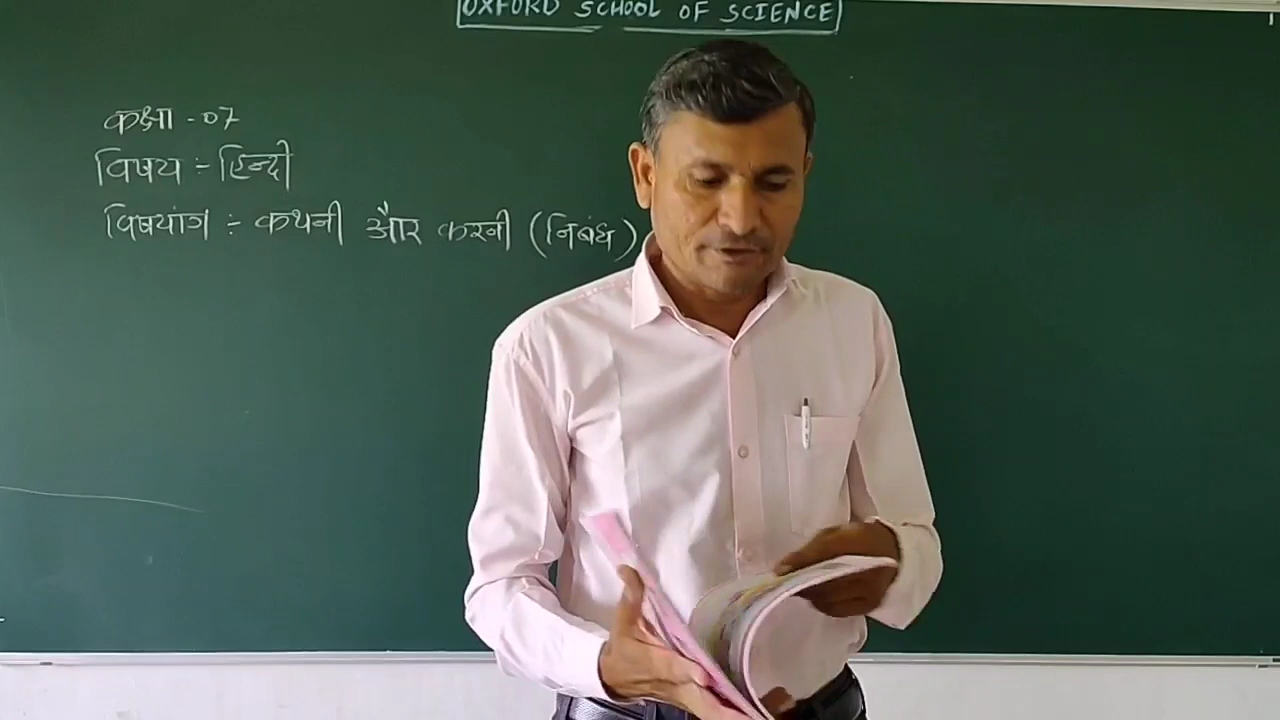 OXFORD SCHOOL OF SCIENCE
कक्षा - 07
विषय ÷ हिन्दी
विषयांग ÷ कथनी और करनी (निबंध)